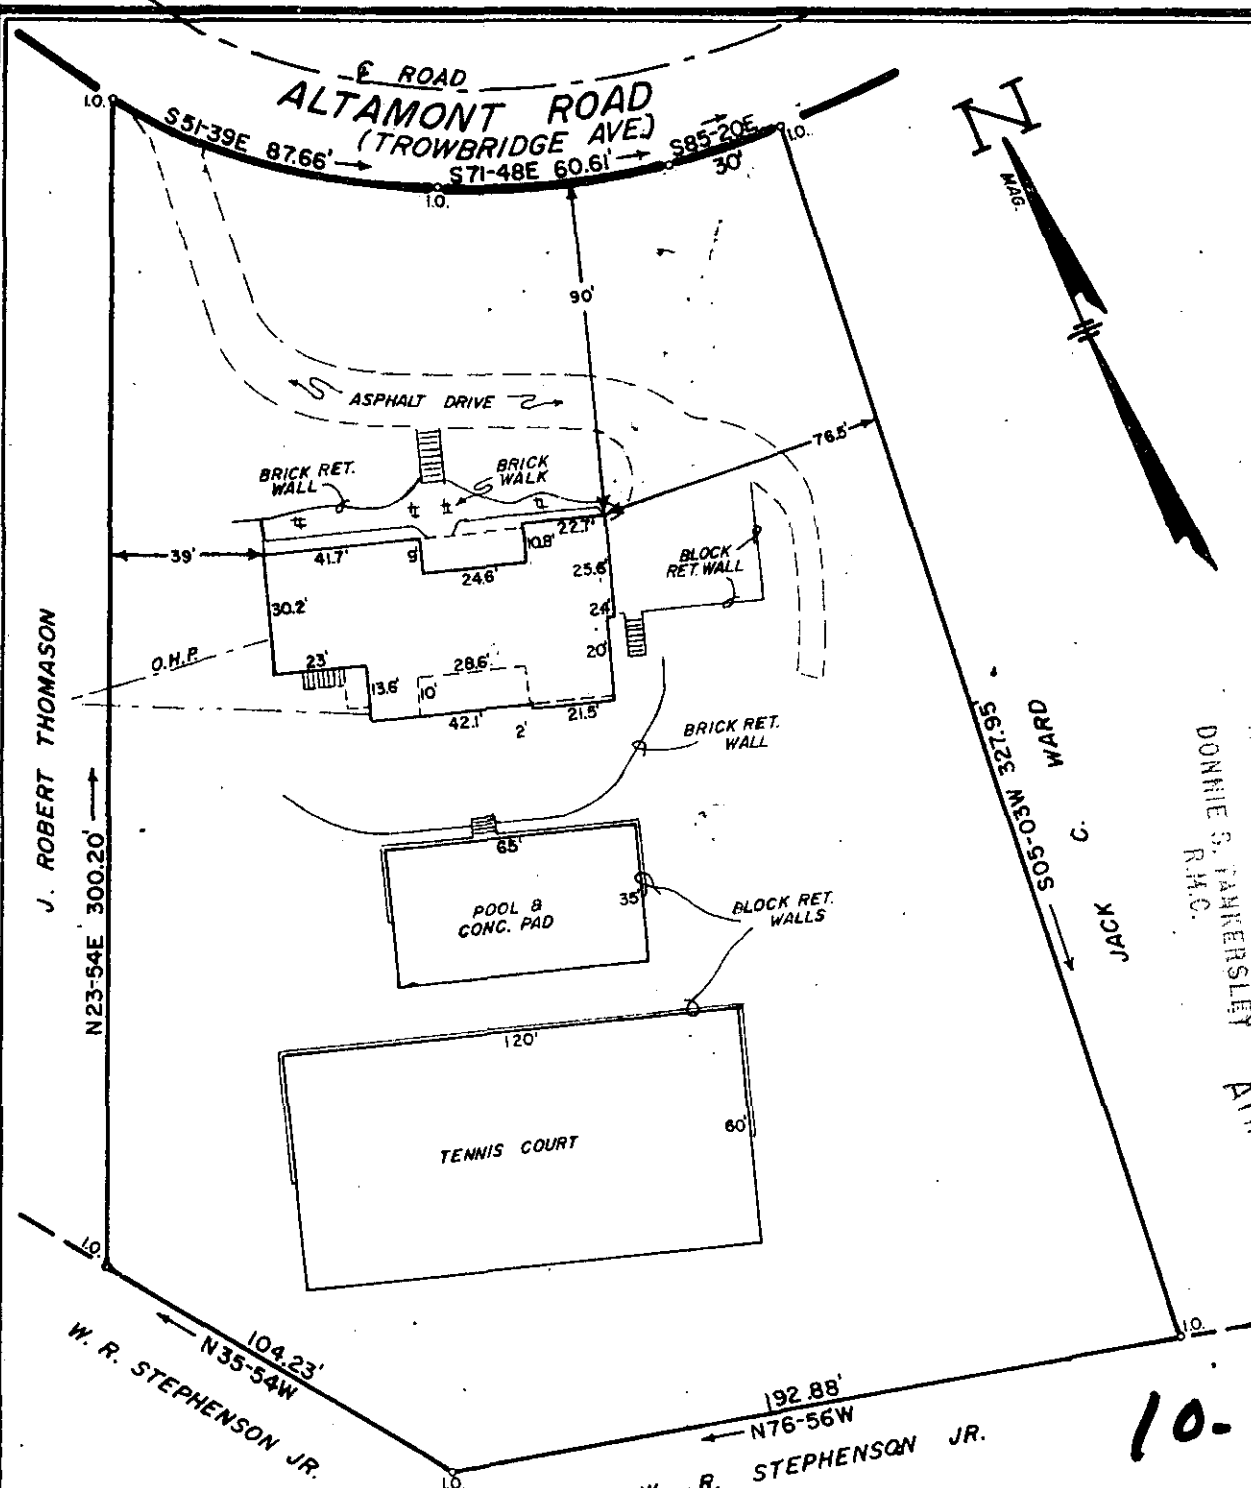 ℄ ROAD
ALTAMONT ROAD
(TROWBRIDGE AVE.)
I.O.
S51-39E 87.66'
I.O.
S71-48E 60.61'
S85-20E
30'
I.O.
N
MAG.
90'
ASPHALT DRIVE
76.5'
BRICK RET.
WALL
BRICK
WALK
39'
41.7'
9'
24.6'
10.8'
22.7'
25.6'
BLOCK
RET. WALL
30.2'
24'
20'
O.H.P.
23'
13.6'
10'
28.6'
42.1'
2'
21.5'
BRICK RET.
WALL
J. ROBERT THOMASON
N23-54E 300.20'
65'
35'
POOL &
CONC. PAD
BLOCK RET.
WALLS
120'
60'
TENNIS COURT
S05-03W 327.95'
JACK C. WARD
DONNIE S. TANKERSLEY
R.M.C.
I.O.
104.23'
N35-54W
W. R. STEPHENSON JR.
I.O.
192.88'
N76-56W
W. R. STEPHENSON JR.
I.O.
10.